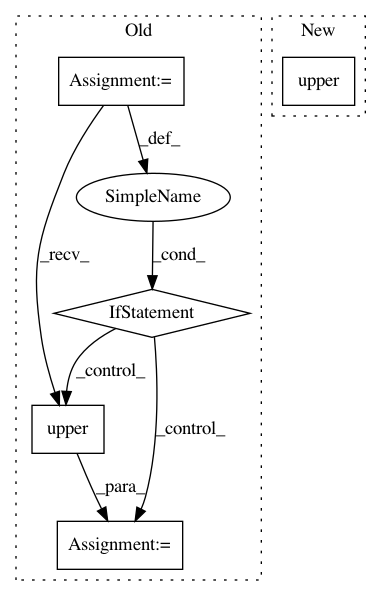 Old
New
Assignment:=
upper
_def_
SimpleName
_recv_
_cond_
IfStatement
_control_
_control_
upper
_para_
Assignment:=